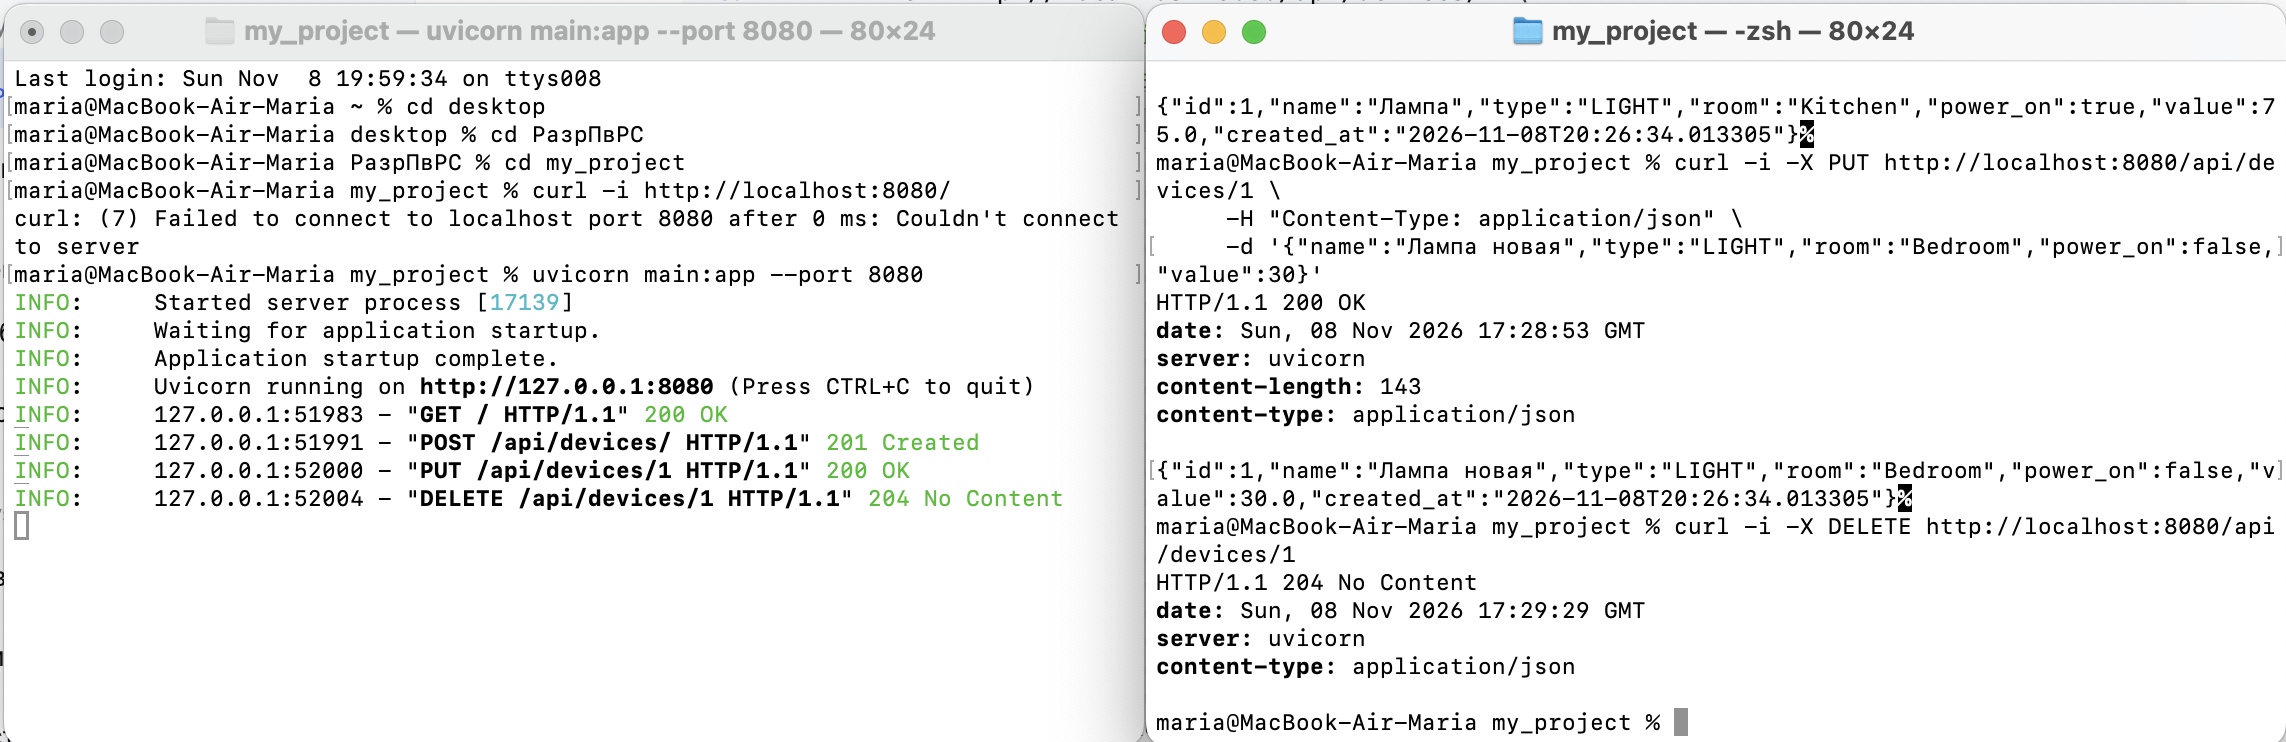 my_project — uvicorn main:app --port 8080 — 80×24
Last login: Sun Nov  8 19:59:34 on ttys008
[maria@MacBook-Air-Maria ~ % cd desktop ]
[maria@MacBook-Air-Maria desktop % cd РазрПвРС ]
[maria@MacBook-Air-Maria РазрПвРС % cd my_project ]
[maria@MacBook-Air-Maria my_project % curl -i http://localhost:8080/ ]
curl: (7) Failed to connect to localhost port 8080 after 0 ms: Couldn't connect
to server
[maria@MacBook-Air-Maria my_project % uvicorn main:app --port 8080 ]
INFO:     Started server process [17139]
INFO:     Waiting for application startup.
INFO:     Application startup complete.
INFO:     Uvicorn running on http://127.0.0.1:8080 (Press CTRL+C to quit)
INFO:     127.0.0.1:51983 - "GET / HTTP/1.1" 200 OK
INFO:     127.0.0.1:51991 - "POST /api/devices/ HTTP/1.1" 201 Created
INFO:     127.0.0.1:52000 - "PUT /api/devices/1 HTTP/1.1" 200 OK
INFO:     127.0.0.1:52004 - "DELETE /api/devices/1 HTTP/1.1" 204 No Content
my_project — -zsh — 80×24
{"id":1,"name":"Лампа","type":"LIGHT","room":"Kitchen","power_on":true,"value":7
5.0,"created_at":"2026-11-08T20:26:34.013305"}%
maria@MacBook-Air-Maria my_project % curl -i -X PUT http://localhost:8080/api/de
vices/1 \
     -H "Content-Type: application/json" \
[     -d '{"name":"Лампа новая","type":"LIGHT","room":"Bedroom","power_on":false,]
"value":30}'
HTTP/1.1 200 OK
date: Sun, 08 Nov 2026 17:28:53 GMT
server: uvicorn
content-length: 143
content-type: application/json
[{"id":1,"name":"Лампа новая","type":"LIGHT","room":"Bedroom","power_on":false,"v]
alue":30.0,"created_at":"2026-11-08T20:26:34.013305"}%
maria@MacBook-Air-Maria my_project % curl -i -X DELETE http://localhost:8080/api
/devices/1
HTTP/1.1 204 No Content
date: Sun, 08 Nov 2026 17:29:29 GMT
server: uvicorn
content-type: application/json
maria@MacBook-Air-Maria my_project %